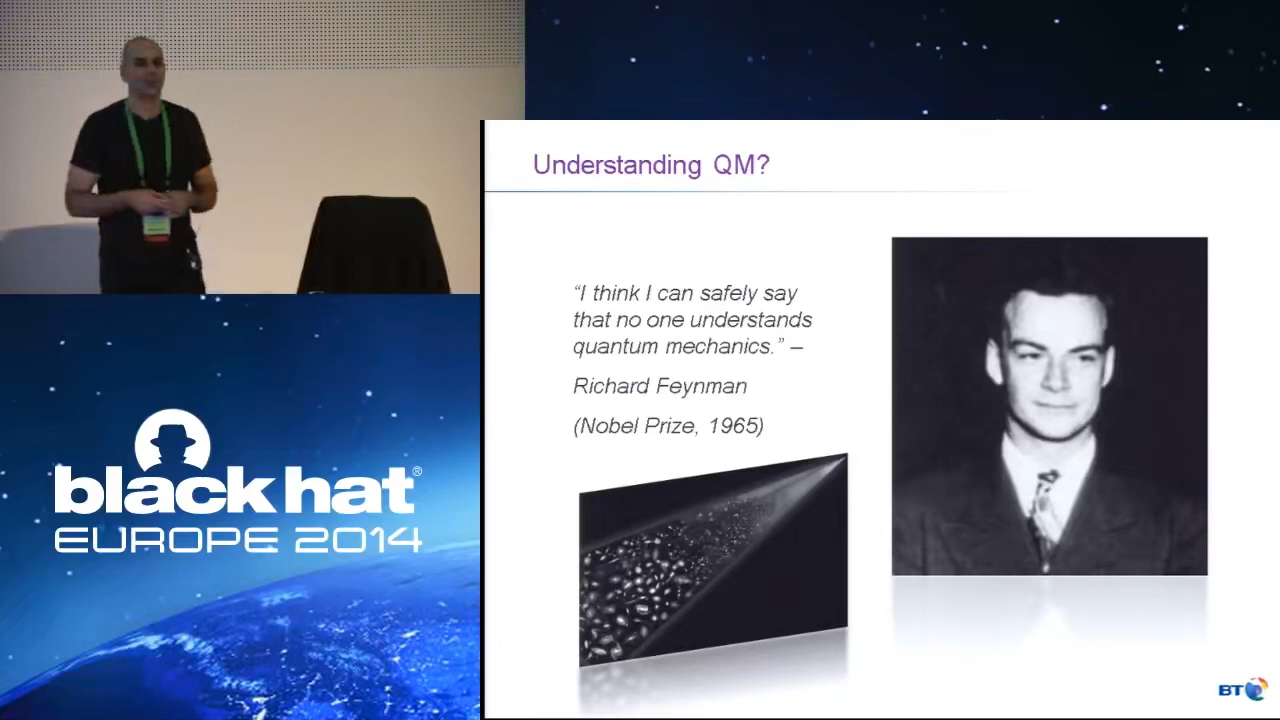 Understanding QM?
“I think I can safely say
that no one understands
quantum mechanics.” –
Richard Feynman
(Nobel Prize, 1965)
black hat®
EUROPE 2014
BT